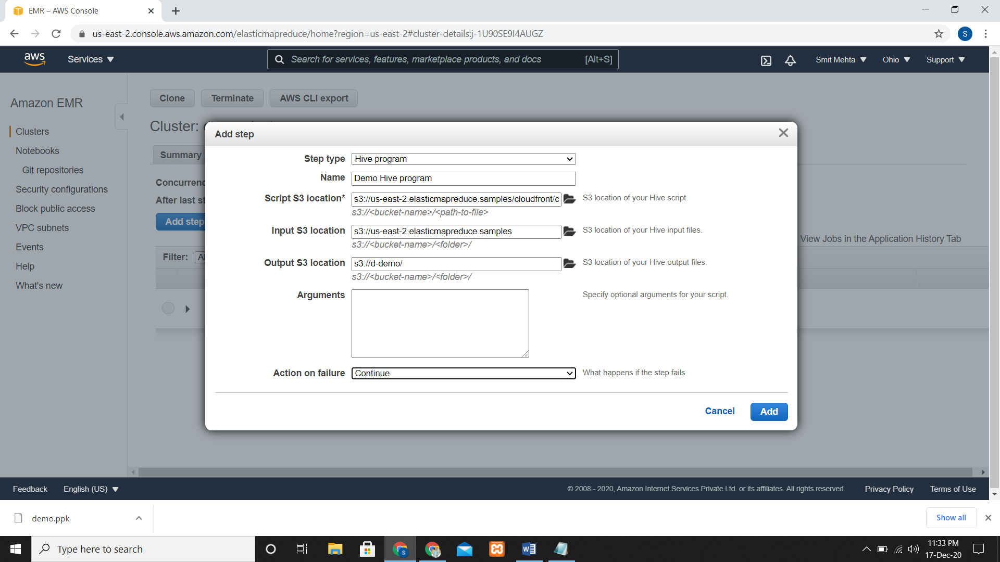 EMR – AWS Console
us-east-2.console.aws.amazon.com/elasticmapreduce/home?region=us-east-2#cluster-details:j-1U90SE9I4AUGZ
S
aws
Services
Search for services, features, marketplace products, and docs
[Alt+S]
Smit Mehta
Ohio
Support
Amazon EMR
Clusters
Notebooks
Git repositories
Security configurations
Block public access
VPC subnets
Events
Help
What's new
Clone
Terminate
AWS CLI export
Cluster:
Summary
After last
Add step
Filter:
View Jobs in the Application History Tab
Add step
Step type
Hive program
Name
Demo Hive program
Script S3 location*
s3://us-east-2.elasticmapreduce.samples/cloudfront/c
S3 location of your Hive script.
s3://<bucket-name>/<path-to-file>
Input S3 location
s3://us-east-2.elasticmapreduce.samples
S3 location of your Hive input files.
s3://<bucket-name>/<folder>/
Output S3 location
s3://d-demo/
S3 location of your Hive output files.
s3://<bucket-name>/<folder>/
Arguments
Specify optional arguments for your script.
Action on failure
Continue
What happens if the step fails
Cancel
Add
Feedback
English (US)
© 2008 - 2020, Amazon Internet Services Private Ltd. or its affiliates. All rights reserved.
Privacy Policy
Terms of Use
demo.ppk
Show all
Type here to search
11:33 PM
17-Dec-20